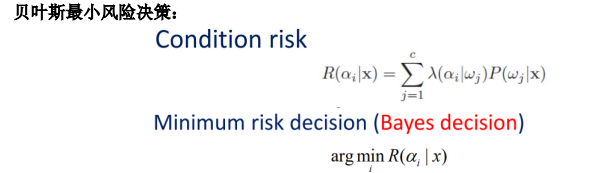 贝叶斯最小风险决策:
Condition risk
R(α_i|x) = \sum_{j=1}^{c} λ(α_i|ω_j)P(ω_j|x)
Minimum risk decision (Bayes decision)
arg min_i R(α_i | x)